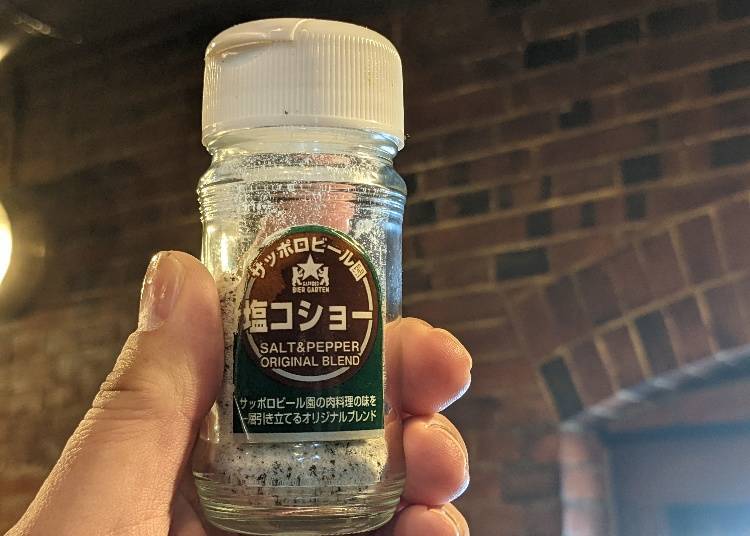 サッポロビール園
SAPPORO
BIER GARTEN
塩コショー
SALT&PEPPER
ORIGINAL BLEND
サッポロビール園の肉料理の味を
一層引き立てるオリジナルブレンド